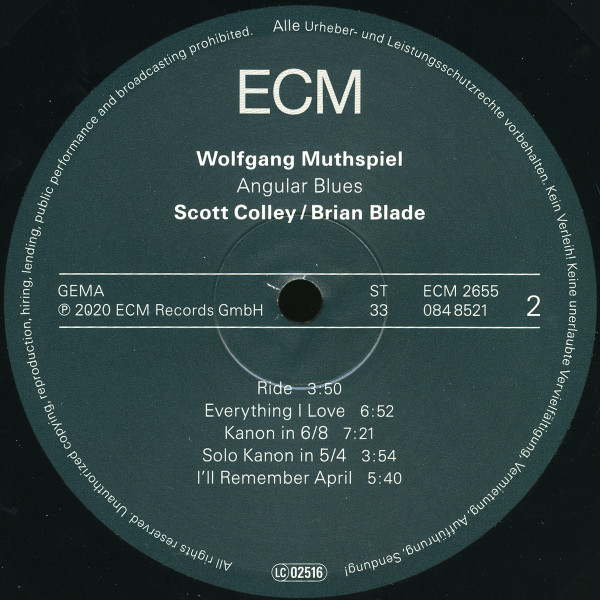 Alle Urheber- und Leistungsschutzrechte vorbehalten. Kein Verleih! Keine unerlaubte Vervielfältigung, Vermietung, Aufführung, Sendung!
ECM
Wolfgang Muthspiel
Angular Blues
Scott Colley / Brian Blade
GEMA ST ECM 2655
℗ 2020 ECM Records GmbH 33 084 8521 2
Ride 3:50
Everything I Love 6:52
Kanon in 6/8 7:21
Solo Kanon in 5/4 3:54
I'll Remember April 5:40
LC 02516
All rights reserved. Unauthorized copying, reproduction, hiring, lending, public performance and broadcasting prohibited.